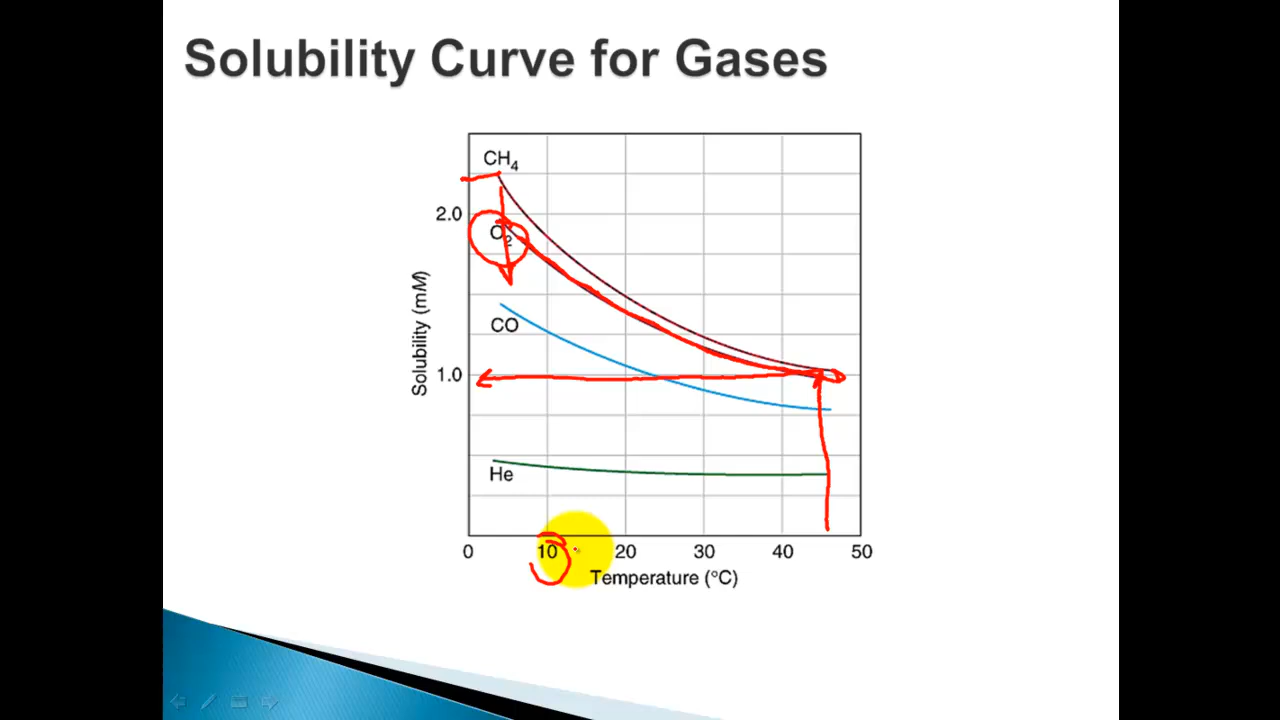 Solubility Curve for Gases
CH₄
2.0
O₂
CO
1.0
He
Solubility (mM)
0 10 20 30 40 50
Temperature (°C)